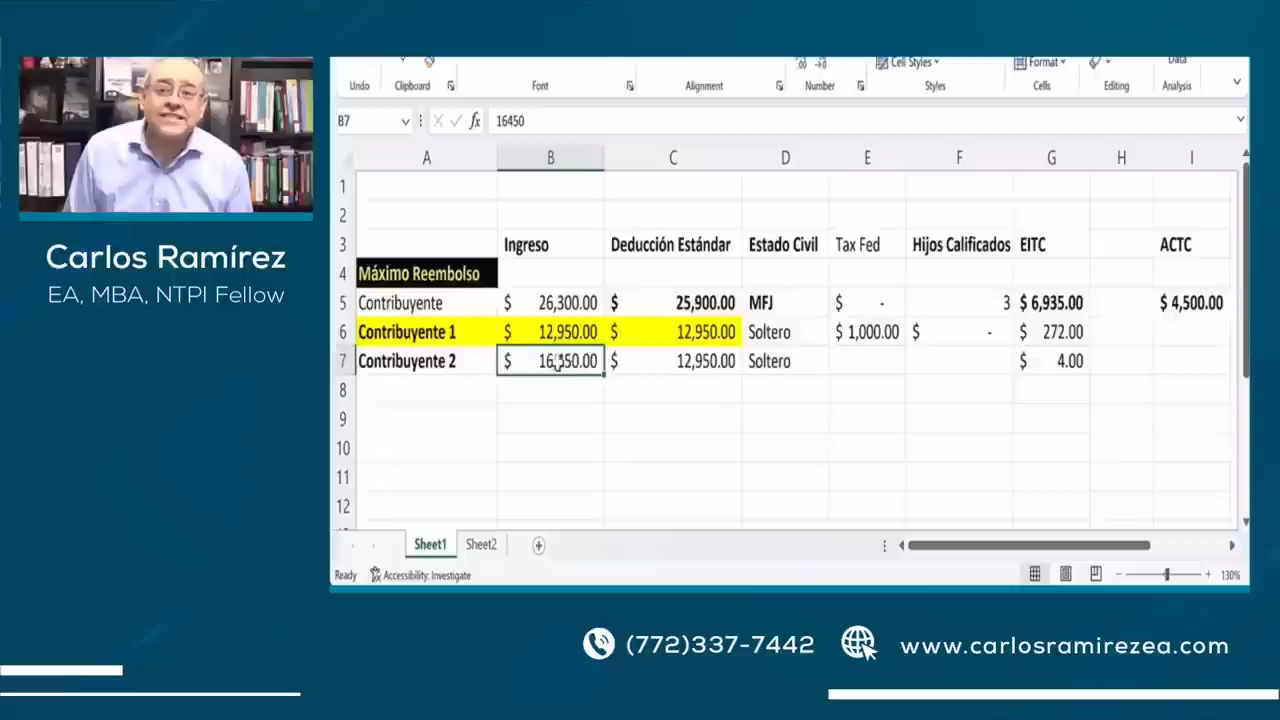 Carlos Ramírez
EA, MBA, NTPI Fellow
Cell Styles
Format
Data
Undo
Clipboard
Font
Alignment
Number
Styles
Cells
Editing
Analysis
B7
fx
16450
A B C D E F G H I
1
2
3 Ingreso Deducción Estándar Estado Civil Tax Fed Hijos Calificados EITC ACTC
4 Máximo Reembolso
5 Contribuyente $ 26,300.00 $ 25,900.00 MFJ $ - 3 $ 6,935.00 $ 4,500.00
6 Contribuyente 1 $ 12,950.00 $ 12,950.00 Soltero $ 1,000.00 $ - $ 272.00
7 Contribuyente 2 $ 16,450.00 $ 12,950.00 Soltero $ 4.00
8
9
10
11
12
Sheet1 Sheet2
Ready Accessibility: Investigate 130%
(772)337-7442 www.carlosramirezea.com